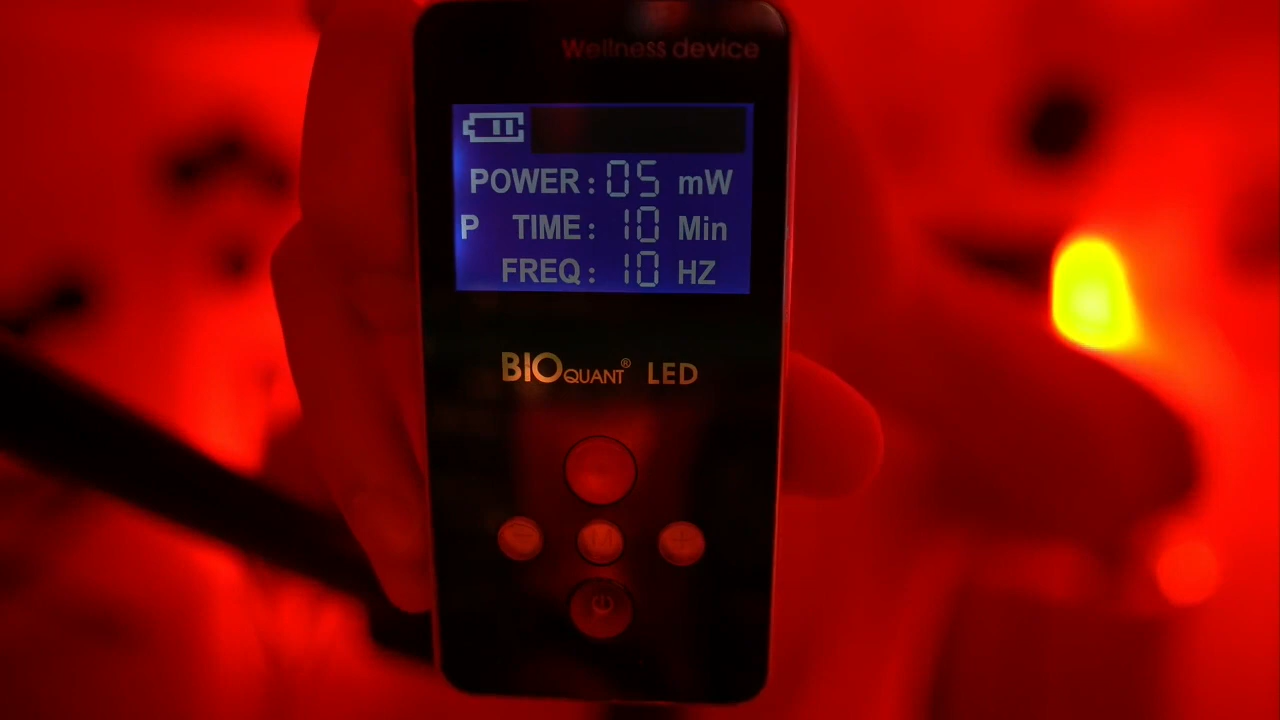 Wellness device
POWER: 05 mW
P TIME: 10 Min
FREQ: 10 HZ
BIOQUANT® LED
M